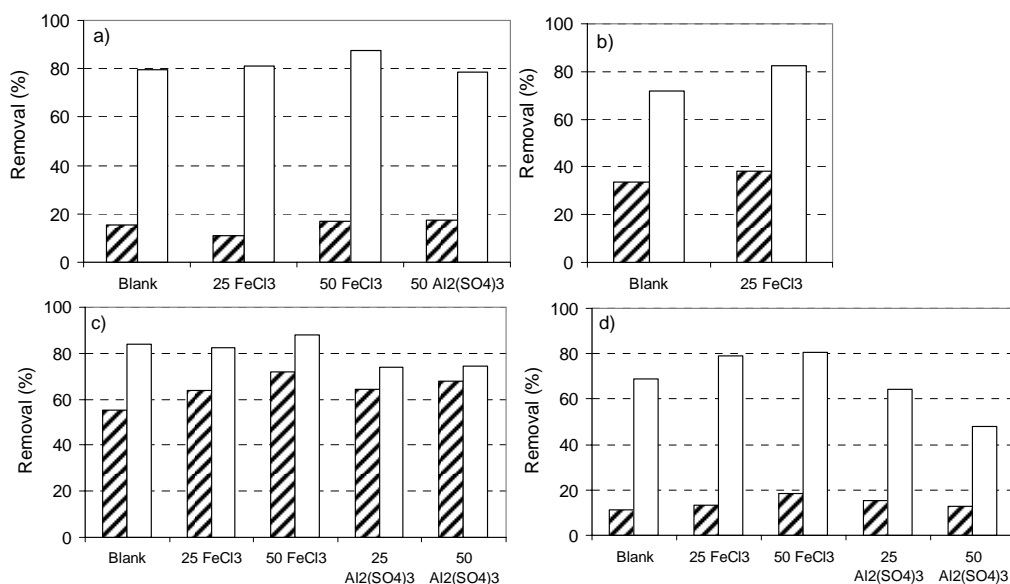 a)
Removal (%)
100
80
60
40
20
0
Blank
25 FeCl3
50 FeCl3
50 Al2(SO4)3
b)
Removal (%)
100
80
60
40
20
0
Blank
25 FeCl3
c)
Removal (%)
100
80
60
40
20
0
Blank
25 FeCl3
50 FeCl3
25
Al2(SO4)3
50
Al2(SO4)3
d)
Removal (%)
100
80
60
40
20
0
Blank
25 FeCl3
50 FeCl3
25
Al2(SO4)3
50
Al2(SO4)3